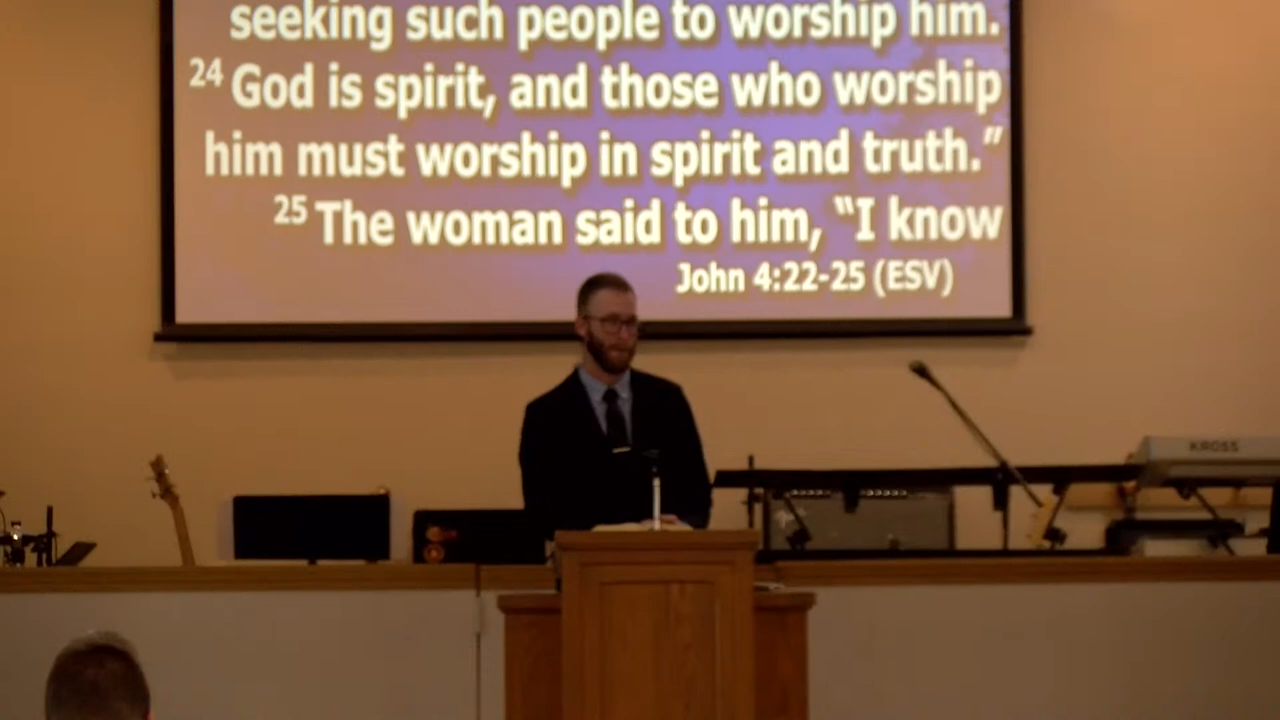 seeking such people to worship him.
24 God is spirit, and those who worship
him must worship in spirit and truth.”
25 The woman said to him, “I know
John 4:22-25 (ESV)
KROSS